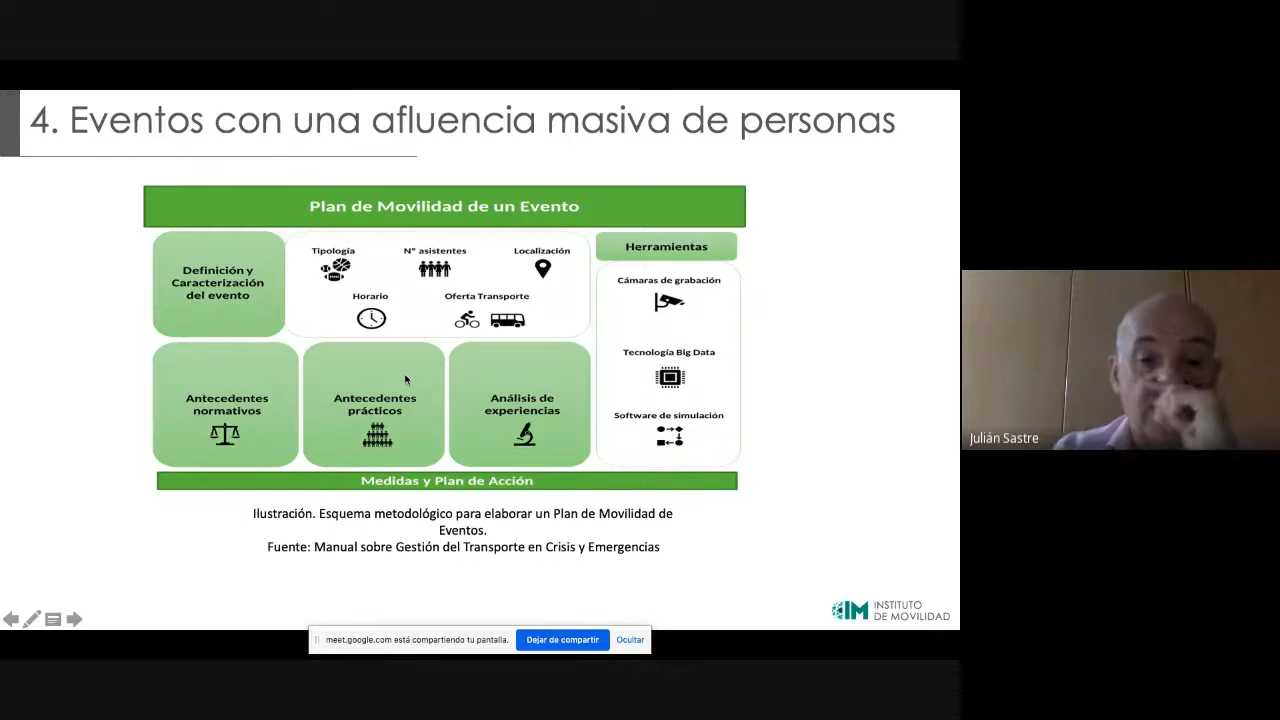 4. Eventos con una afluencia masiva de personas
Plan de Movilidad de un Evento
Definición y
Caracterización
del evento
Tipología
Nº asistentes
Localización
Horario
Oferta Transporte
Herramientas
Cámaras de grabación
Tecnología Big Data
Software de simulación
Antecedentes
normativos
Antecedentes
prácticos
Análisis de
experiencias
Medidas y Plan de Acción
Ilustración. Esquema metodológico para elaborar un Plan de Movilidad de
Eventos.
Fuente: Manual sobre Gestión del Transporte en Crisis y Emergencias
IM INSTITUTO
DE MOVILIDAD
meet.google.com está compartiendo tu pantalla.
Dejar de compartir
Ocultar
Julián Sastre